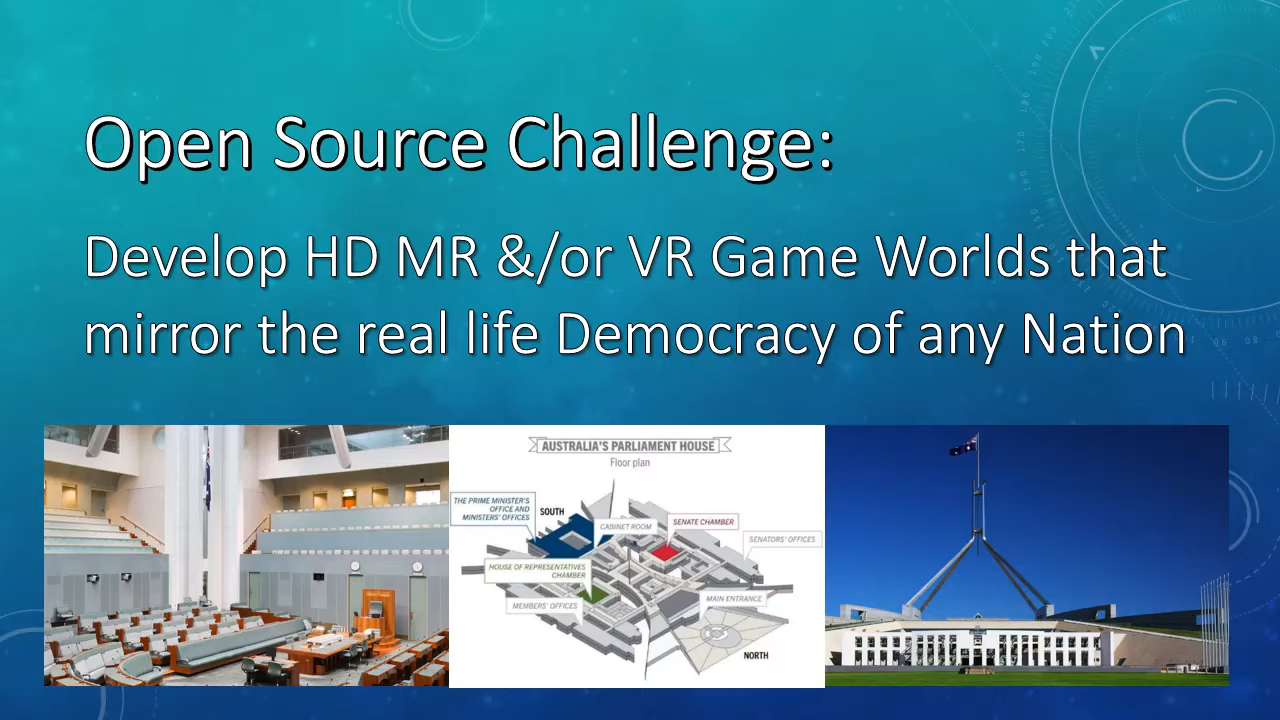 Open Source Challenge:
Develop HD MR &/or VR Game Worlds that
mirror the real life Democracy of any Nation
AUSTRALIA'S PARLIAMENT HOUSE
Floor plan
THE PRIME MINISTER'S
OFFICE AND
MINISTERS' OFFICES
SOUTH
CABINET ROOM
SENATE CHAMBER
SENATORS' OFFICES
HOUSE OF REPRESENTATIVES
CHAMBER
MEMBERS' OFFICES
MAIN ENTRANCE
NORTH